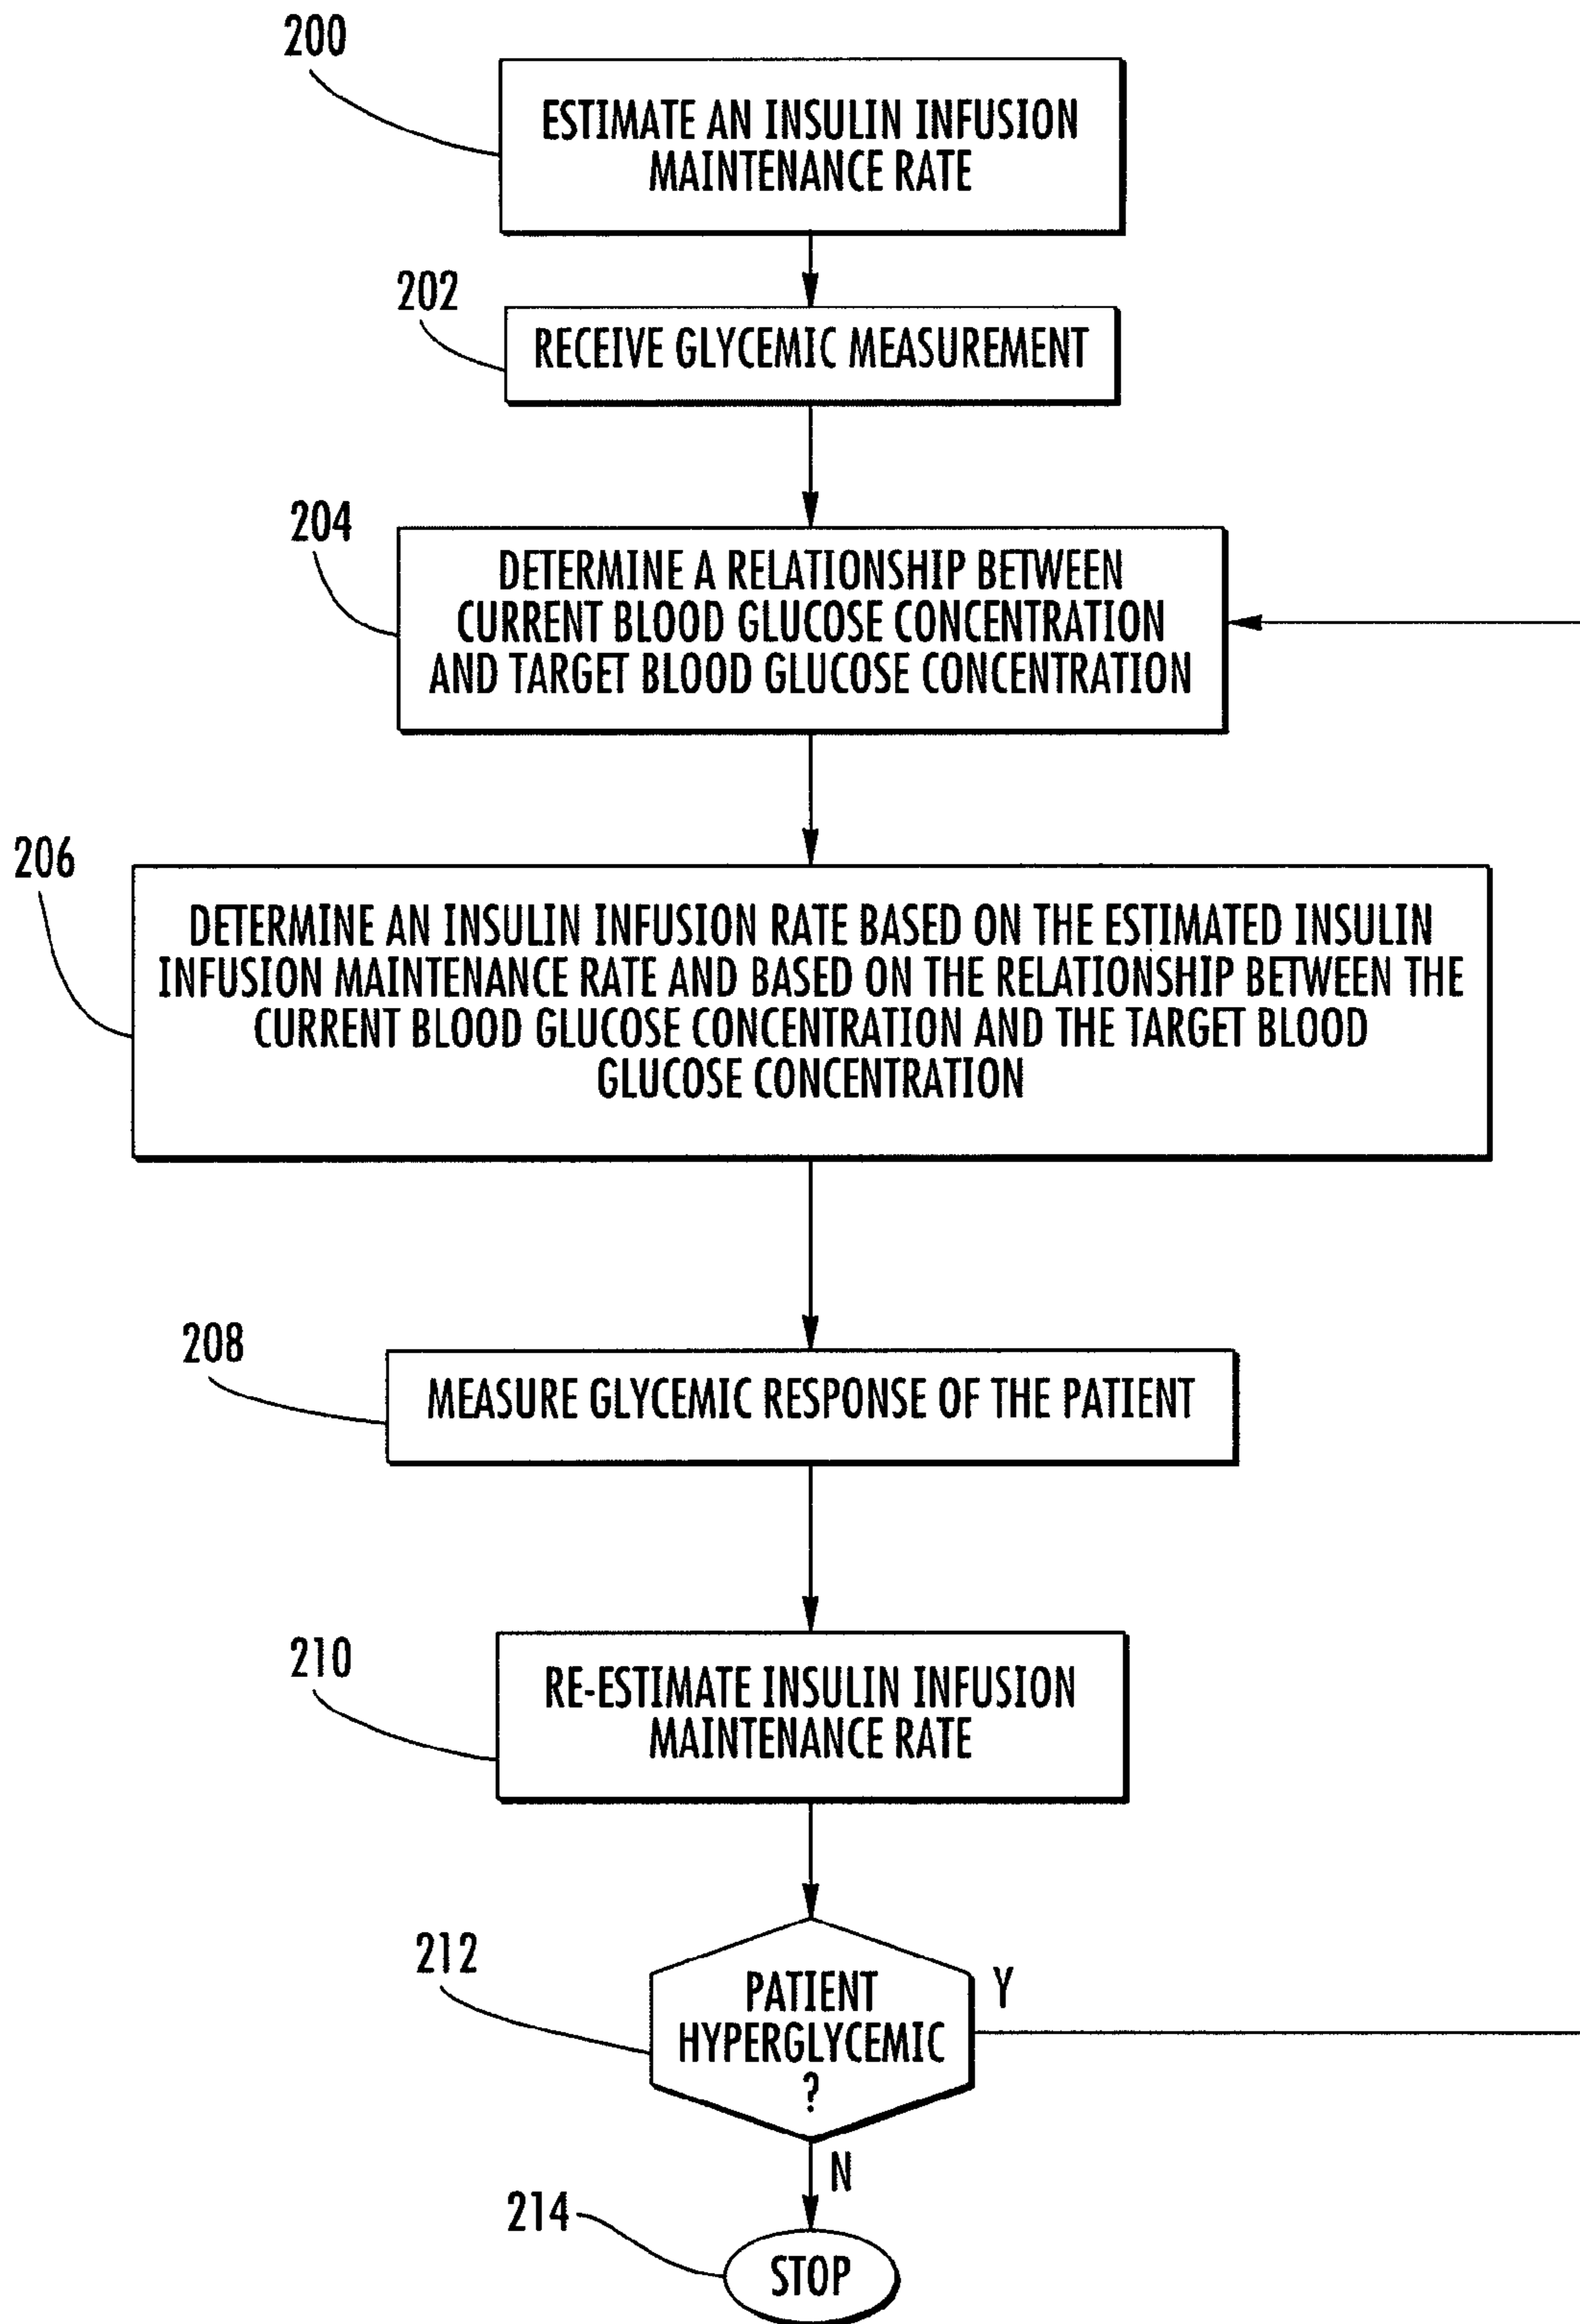 200
ESTIMATE AN INSULIN INFUSION
MAINTENANCE RATE
202
RECEIVE GLYCEMIC MEASUREMENT
204
DETERMINE A RELATIONSHIP BETWEEN
CURRENT BLOOD GLUCOSE CONCENTRATION
AND TARGET BLOOD GLUCOSE CONCENTRATION
206
DETERMINE AN INSULIN INFUSION RATE BASED ON THE ESTIMATED INSULIN
INFUSION MAINTENANCE RATE AND BASED ON THE RELATIONSHIP BETWEEN THE
CURRENT BLOOD GLUCOSE CONCENTRATION AND THE TARGET BLOOD
GLUCOSE CONCENTRATION
208
MEASURE GLYCEMIC RESPONSE OF THE PATIENT
210
RE-ESTIMATE INSULIN INFUSION
MAINTENANCE RATE
212
PATIENT
HYPERGLYCEMIC
?
Y
N
214
STOP